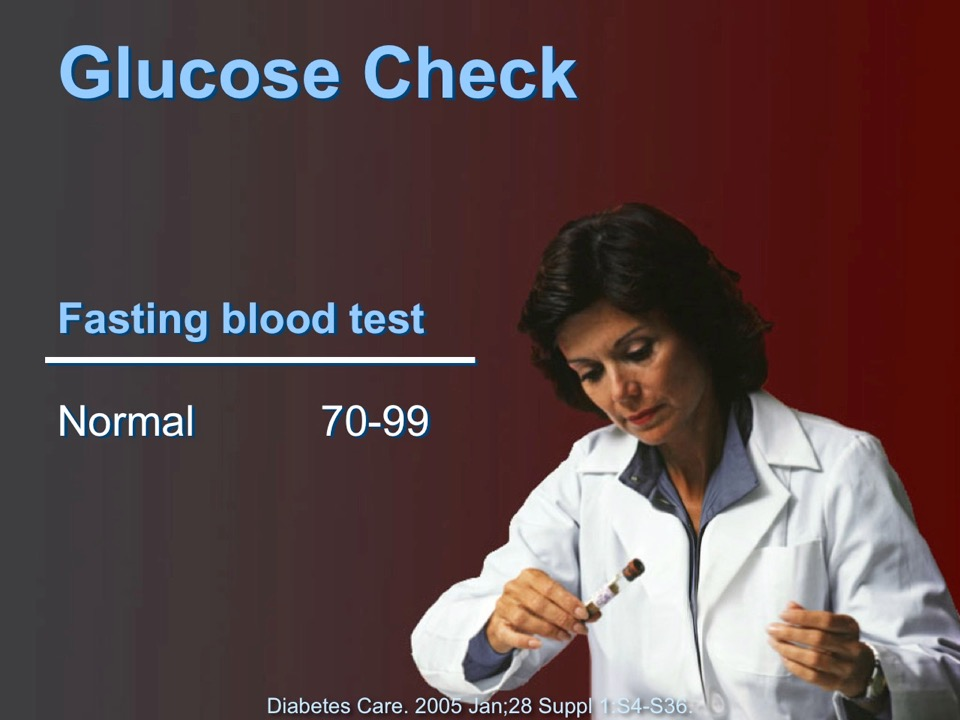 Glucose Check
Fasting blood test
Normal 70-99
Diabetes Care. 2005 Jan;28 Suppl 1:S4-S36.